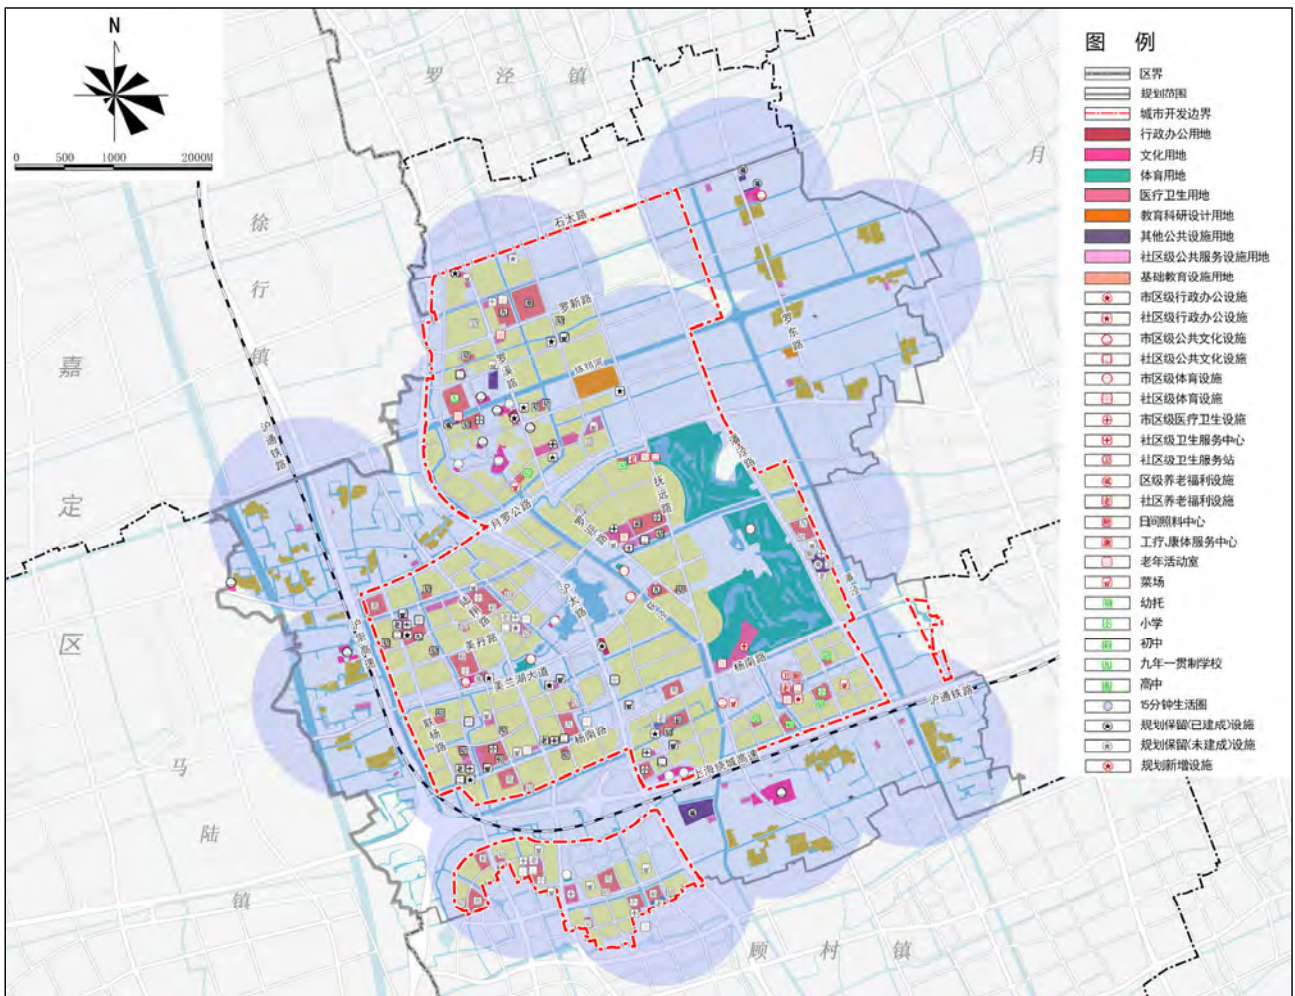 N
0 500 1000 2000M
罗 泾 镇
月
徐
行
镇
嘉
定
区
马
陆
镇
顾 村 镇
石太路
罗新路
罗溪路
练祁河
罗东路
潘泾路
沪通铁路
月罗公路
抚远路
沪太路
美丹路
美兰湖大道
沪崇高速
联杨路
杨南路
杨南路
潘泾
沪通铁路
上海绕城高速
图 例
区界
规划范围
城市开发边界
行政办公用地
文化用地
体育用地
医疗卫生用地
教育科研设计用地
其他公共设施用地
社区级公共服务设施用地
基础教育设施用地
市区级行政办公设施
社区级行政办公设施
市区级公共文化设施
社区级公共文化设施
市区级体育设施
社区级体育设施
市区级医疗卫生设施
社区级卫生服务中心
社区级卫生服务站
区级养老福利设施
社区养老福利设施
日间照料中心
工疗、康体服务中心
老年活动室
菜场
幼托
小学
初中
九年一贯制学校
高中
15分钟生活圈
规划保留(已建成)设施
规划保留(未建成)设施
规划新增设施